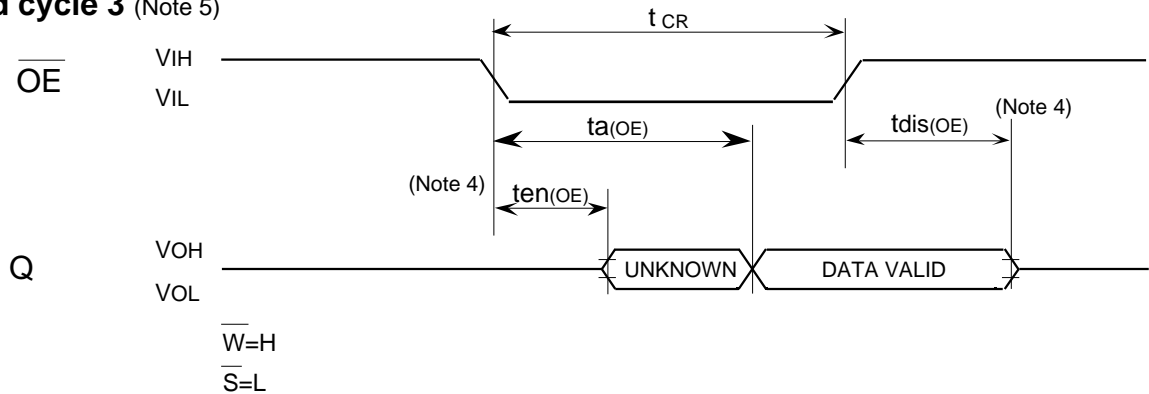 d cycle 3 (Note 5)
t CR
OE
VIH
VIL
ta(OE)
tdis(OE)
(Note 4)
(Note 4)
ten(OE)
Q
VOH
VOL
UNKNOWN
DATA VALID
W=H
S=L